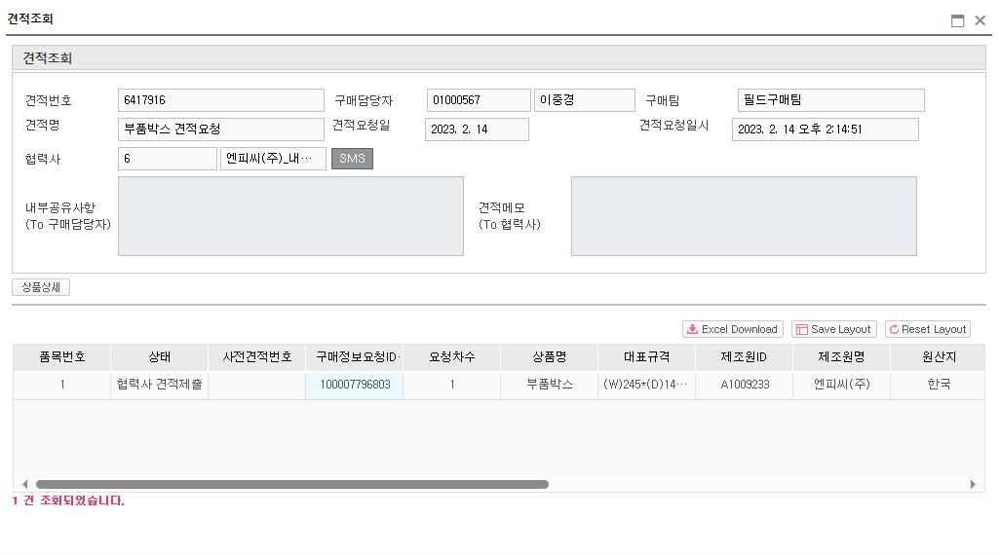 견적조회
견적조회
견적번호 6417916 구매담당자 01000567 이중경 구매팀 필드구매팀
견적명 부품박스 견적요청 견적요청일 2023. 2. 14 견적요청일시 2023. 2. 14 오후 2:14:51
협력사 6 엔피씨(주)_내··· SMS
내부공유사항 견적메모
(To 구매담당자) (To 협력사)
상품상세
Excel Download Save Layout Reset Layout
품목번호 상태 사전견적번호 구매정보요청ID· 요청차수 상품명 대표규격 제조원ID 제조원명 원산지
1 협력사 견적제출 100007796803 1 부품박스 (W)245*(D)14··· A1009233 엔피씨(주) 한국
1 건 조회되었습니다.